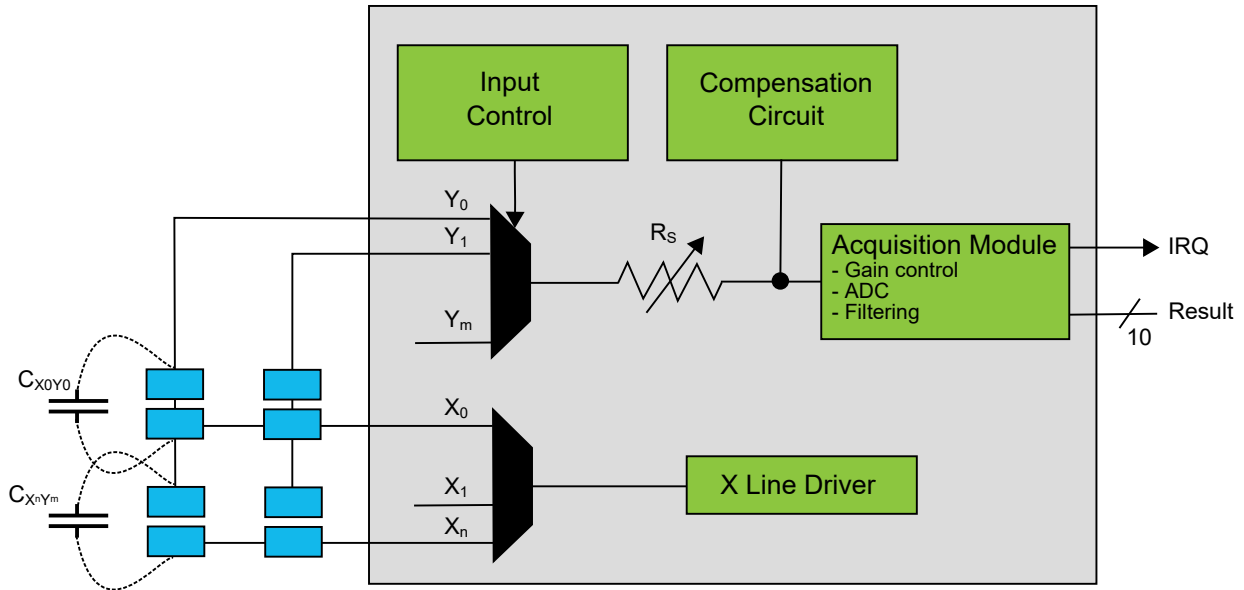 Input
Control
Compensation
Circuit
Y0
Y1
Ym
RS
Acquisition Module
- Gain control
- ADC
- Filtering
IRQ
Result
10
CX0Y0
CXnYm
X0
X1
Xn
X Line Driver